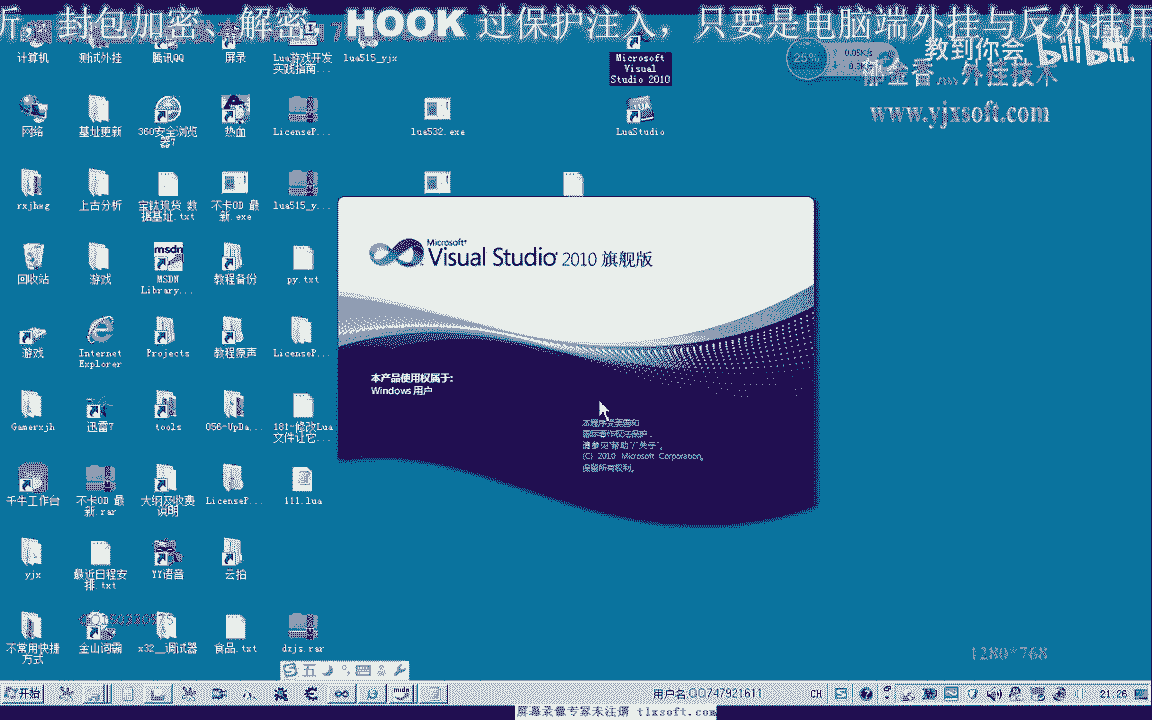 析，封包加密、解密，HOOK 过保护注入，只要是电脑端外挂与反外挂用
教到你会
bilibili
郁金香灬外挂技术
www.yjxsoft.com
25%
0.05K/s
计算机
测试外挂
腾讯QQ
屏录
Lua游戏开发
实践指南...
lua515_yjx
Microsoft
Visual
Studio 2010
网络
基址更新
360安全浏览
器7
热血
LicenseP...
lua532.exe
LuaStudio
rxjhwg
上古分析
宝钛现货 数
据基址.txt
不卡OD 最
新.exe
lua515_y...
回收站
游戏
msdn
MSDN
Library...
教程备份
py.txt
游戏
Internet
Explorer
Projects
教程原声
LicenseP...
Gamerxjh
迅雷7
tools
056-UpDa...
181-修改Lua
文件让它...
千牛工作台
不卡OD 最
新.rar
大纲及收费
说明
LicenseP...
111.lua
yjx
最近日程安
排.txt
YY语音
云拍
不常用快捷
方式
金山词霸
x32__调试器
食品.txt
dzjs.rar
Microsoft®
Visual Studio® 2010 旗舰版
本产品使用权属于:
Windows 用户
本程序受美国和
国际著作权法保护，
请参见“帮助”/“关于”。
(C) 2010 Microsoft Corporation。
保留所有权利。
1280*768
五
开始
用户名:QQ747921611
CH
21:26
屏幕录像专家未注册 tlxsoft.com